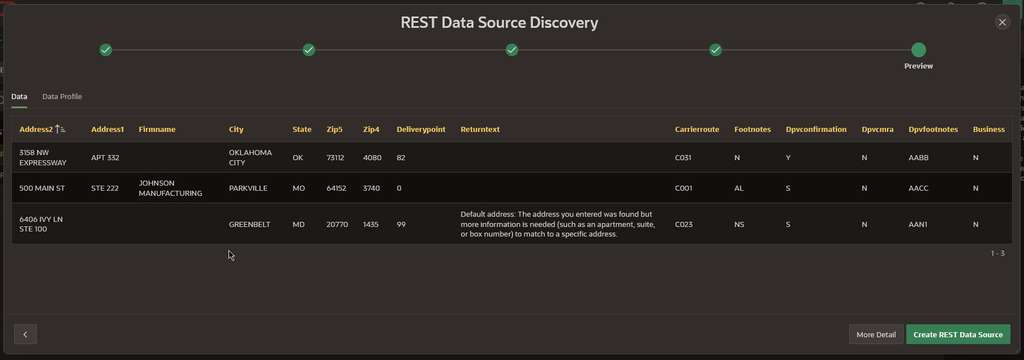 REST Data Source Discovery
Preview
Data Data Profile
Address2 Address1 Firmname City State Zip5 Zip4 Deliverypoint Returntext Carrierroute Footnotes Dpvconfirmation Dpvcmra Dpvfootnotes Business
3158 NW EXPRESSWAY APT 332 OKLAHOMA CITY OK 73112 4080 82 C031 N Y N AABB N
500 MAIN ST STE 222 JOHNSON MANUFACTURING PARKVILLE MO 64152 3740 0 C001 AL S N AACC N
6406 IVY LN STE 100 GREENBELT MD 20770 1435 99 Default address: The address you entered was found but more information is needed (such as an apartment, suite, or box number) to match to a specific address. C023 NS S N AAN1 N
1 - 3
More Detail Create REST Data Source